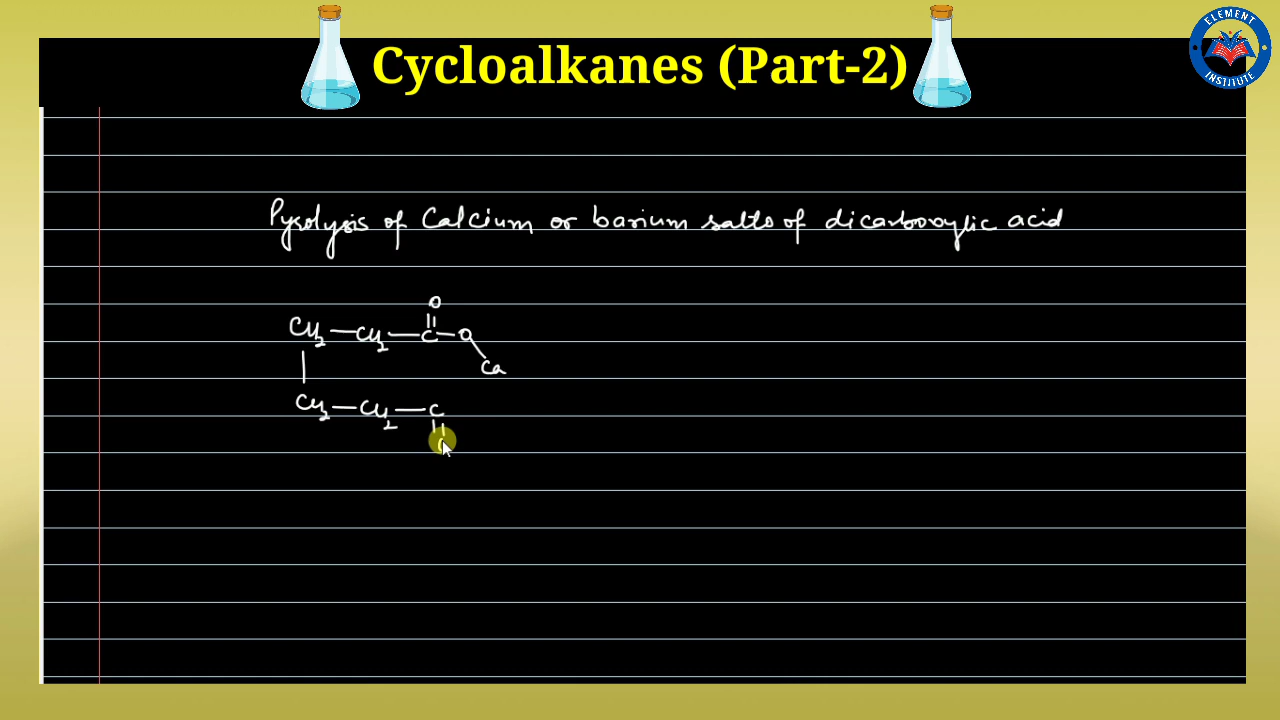 Cycloalkanes (Part-2)
ELEMENT
INSTITUTE
Pyrolysis of Calcium or barium salts of dicarboxylic acid
O
CH2 — CH2 — C — O
Ca
CH2 — CH2 — C